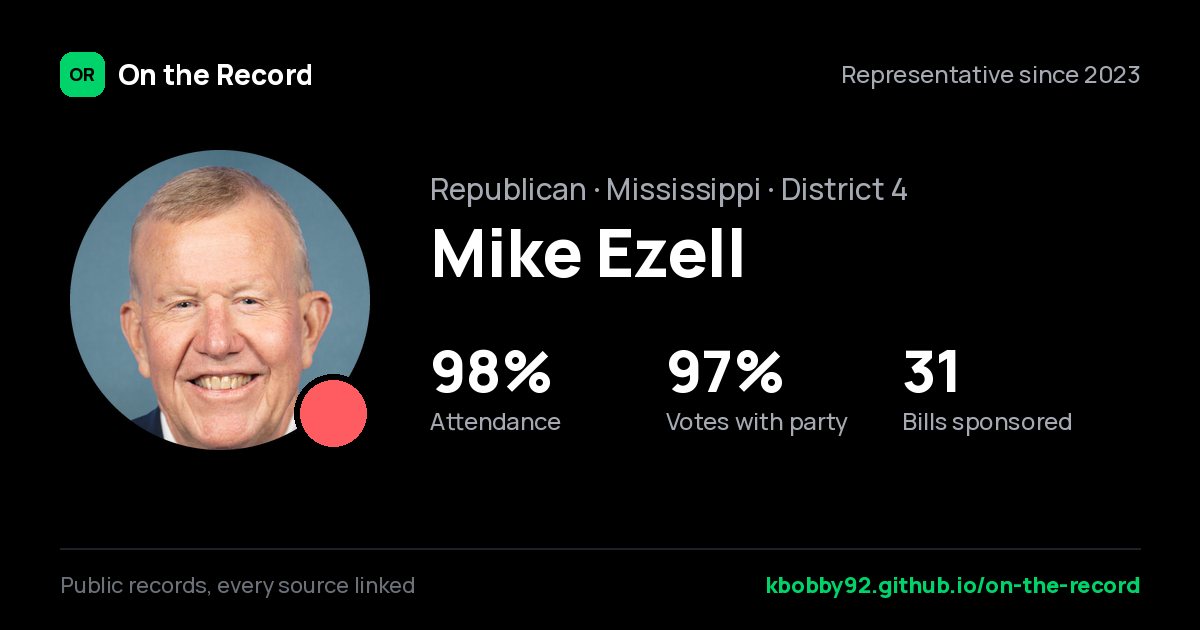 OR On the Record
Representative since 2023
Republican · Mississippi · District 4
Mike Ezell
98% 97% 31
Attendance Votes with party Bills sponsored
Public records, every source linked
kbobby92.github.io/on-the-record